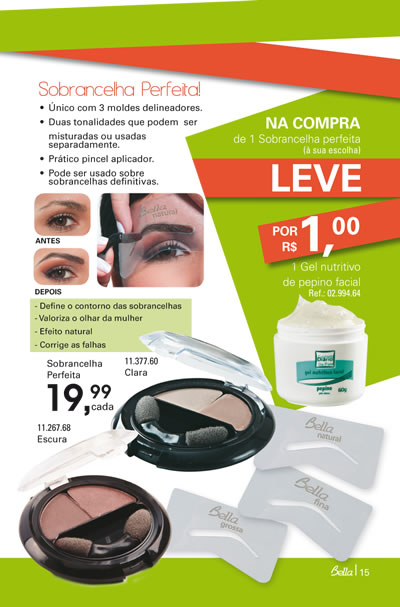 Sobrancelha Perfeita!
• Único com 3 moldes delineadores.
• Duas tonalidades que podem ser
misturadas ou usadas
separadamente.
• Prático pincel aplicador.
• Pode ser usado sobre
sobrancelhas definitivas.
ANTES
DEPOIS
Bella
natural
- Define o contorno das sobrancelhas
- Valoriza o olhar da mulher
- Efeito natural
- Corrige as falhas
NA COMPRA
de 1 Sobrancelha perfeita
(à sua escolha)
LEVE
POR
R$ 1,00
1 Gel nutritivo
de pepino facial
Ref.: 02.994.64
gel nutritivo facial
pepino
60g
Sobrancelha
Perfeita
19,99
cada
11.377.60
Clara
11.267.68
Escura
Bella
natural
Bella
fina
Bella
grossa
Bella | 15